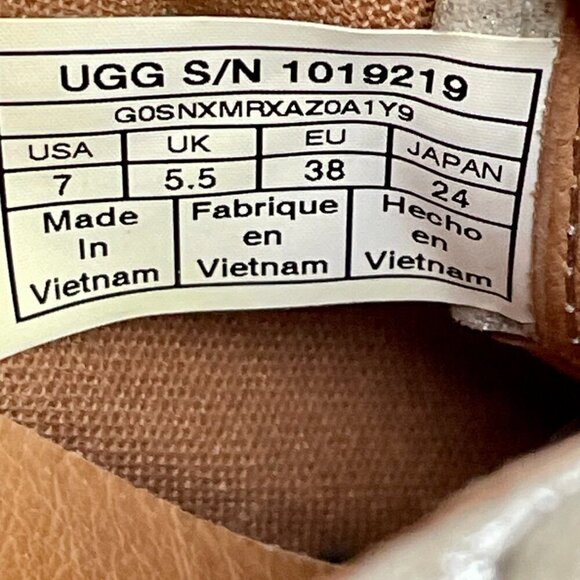 UGG S/N 1019219
G0SNXMRXAZ0A1Y9
USA UK EU JAPAN
7 5.5 38 24
Made Fabrique Hecho
In en en
Vietnam Vietnam Vietnam